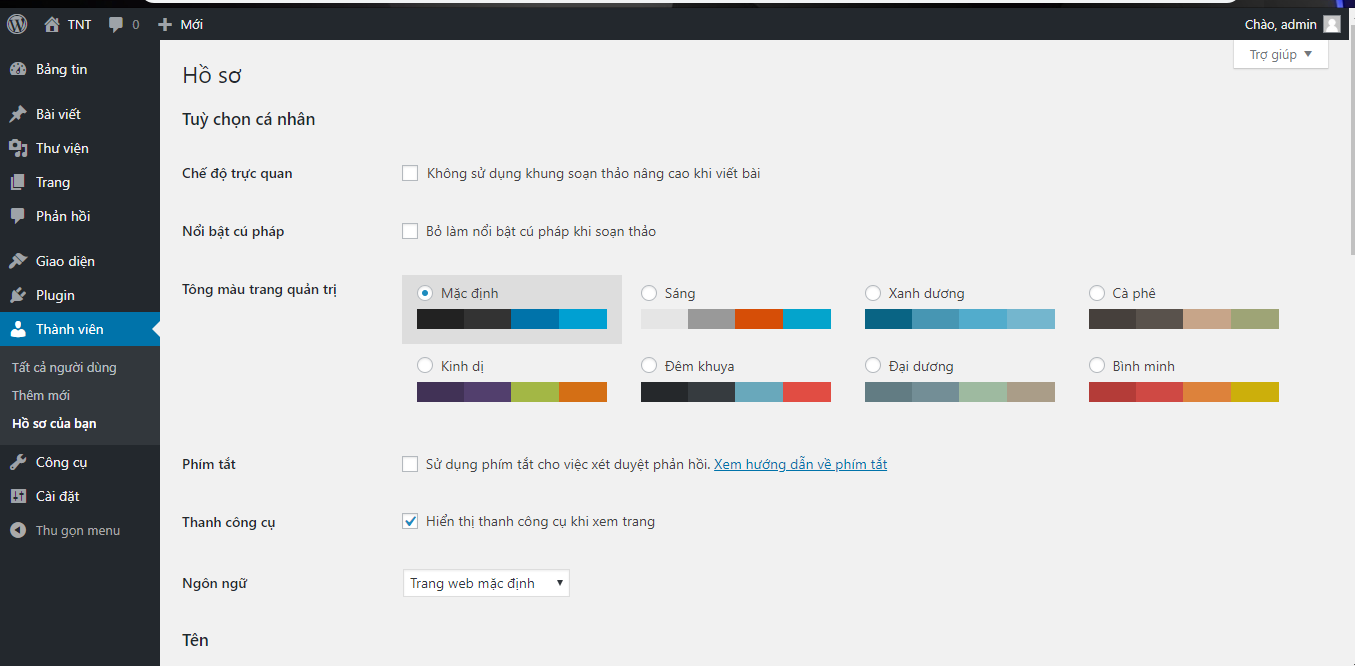 TNT 0 Mới Chào, admin
Trợ giúp
Bảng tin
Bài viết
Thư viện
Trang
Phản hồi
Giao diện
Plugin
Thành viên
Tất cả người dùng
Thêm mới
Hồ sơ của bạn
Công cụ
Cài đặt
Thu gọn menu
Hồ sơ
Tuỳ chọn cá nhân
Chế độ trực quan Không sử dụng khung soạn thảo nâng cao khi viết bài
Nổi bật cú pháp Bỏ làm nổi bật cú pháp khi soạn thảo
Tông màu trang quản trị Mặc định Sáng Xanh dương Cà phê
Kinh dị Đêm khuya Đại dương Bình minh
Phím tắt Sử dụng phím tắt cho việc xét duyệt phản hồi. Xem hướng dẫn về phím tắt
Thanh công cụ Hiển thị thanh công cụ khi xem trang
Ngôn ngữ Trang web mặc định
Tên